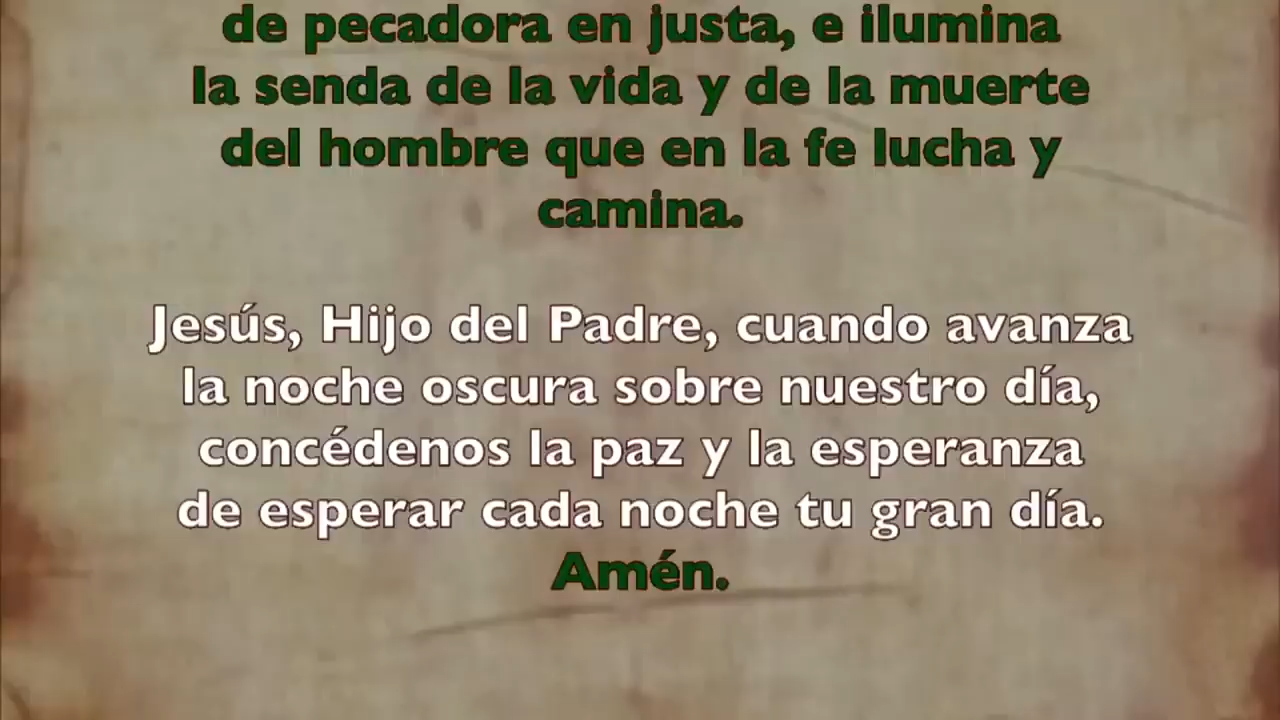 de pecadora en justa, e ilumina
la senda de la vida y de la muerte
del hombre que en la fe lucha y
camina.
Jesús, Hijo del Padre, cuando avanza
la noche oscura sobre nuestro día,
concédenos la paz y la esperanza
de esperar cada noche tu gran día.
Amén.